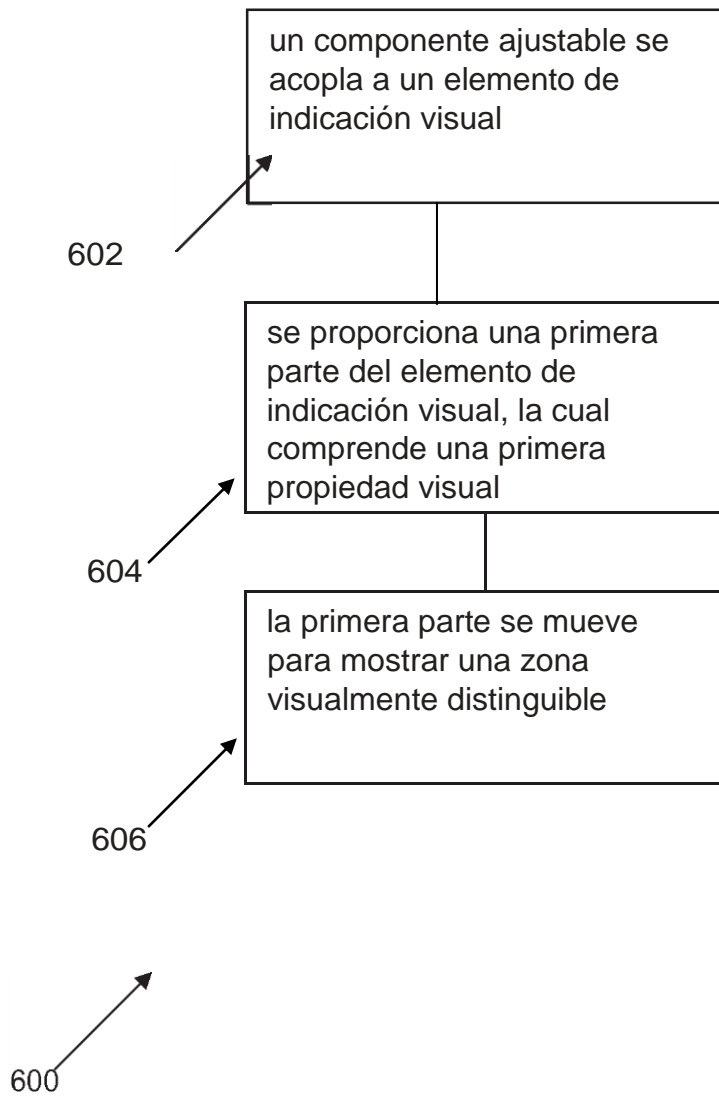 un componente ajustable se
acopla a un elemento de
indicación visual
602
se proporciona una primera
parte del elemento de
indicación visual, la cual
comprende una primera
propiedad visual
604
la primera parte se mueve
para mostrar una zona
visualmente distinguible
606
600